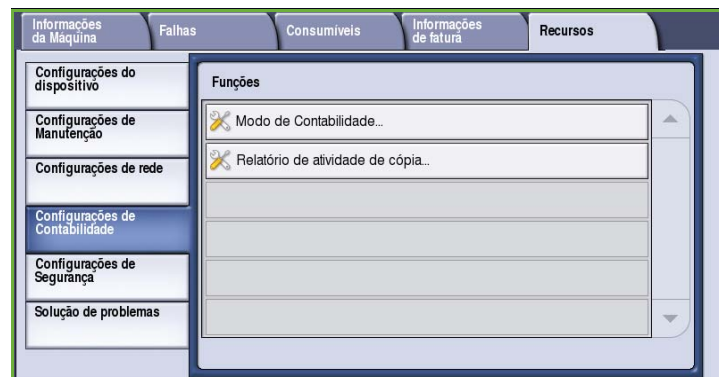 Informações
da Máquina
Falhas
Consumíveis
Informações
de fatura
Recursos
Configurações do
dispositivo
Configurações de
Manutenção
Configurações de rede
Configurações de
Contabilidade
Configurações de
Segurança
Solução de problemas
Funções
Modo de Contabilidade...
Relatório de atividade de cópia...